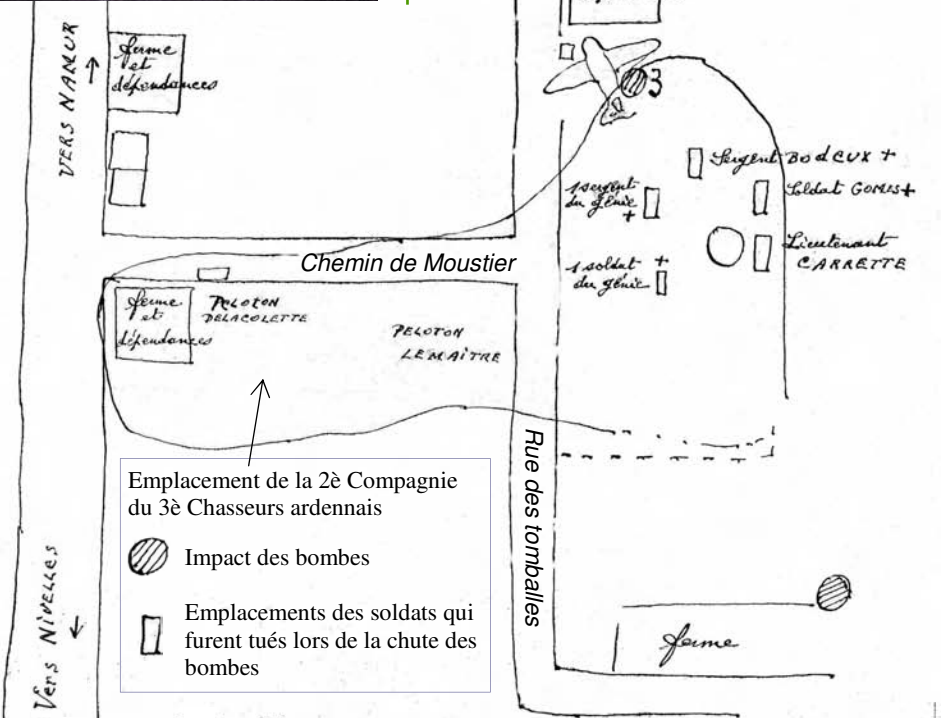 VERS NAMUR
ferme
et
dépendances
3
Sergent BODEUX +
Soldat GOMES +
1 sergent
du génie
+
Lieutenant
CARRETTE
1 soldat +
du génie
Chemin de Moustier
ferme
et
dépendances
PELOTON
DELACOLETTE
PELOTON
LEMAÎTRE
Rue des tomballes
Emplacement de la 2è Compagnie
du 3è Chasseurs ardennais
Impact des bombes
Emplacements des soldats qui
furent tués lors de la chute des
bombes
Vers NIVELLES
ferme